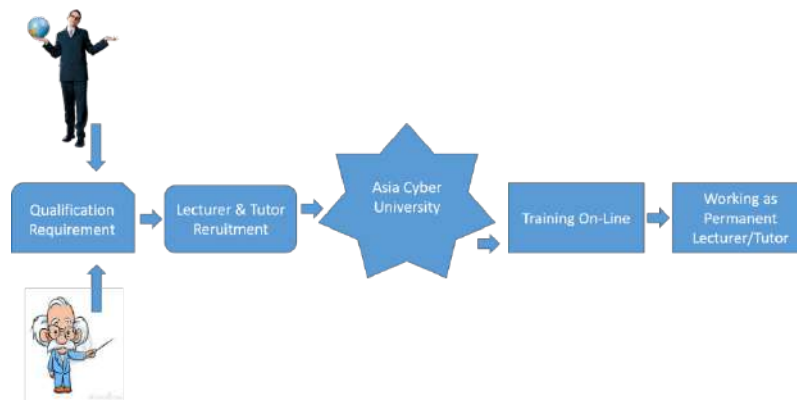 Qualification
Requirement
Lecturer & Tutor
Reruitment
Asia Cyber
University
Training On-Line
Working as
Permanent
Lecturer/Tutor